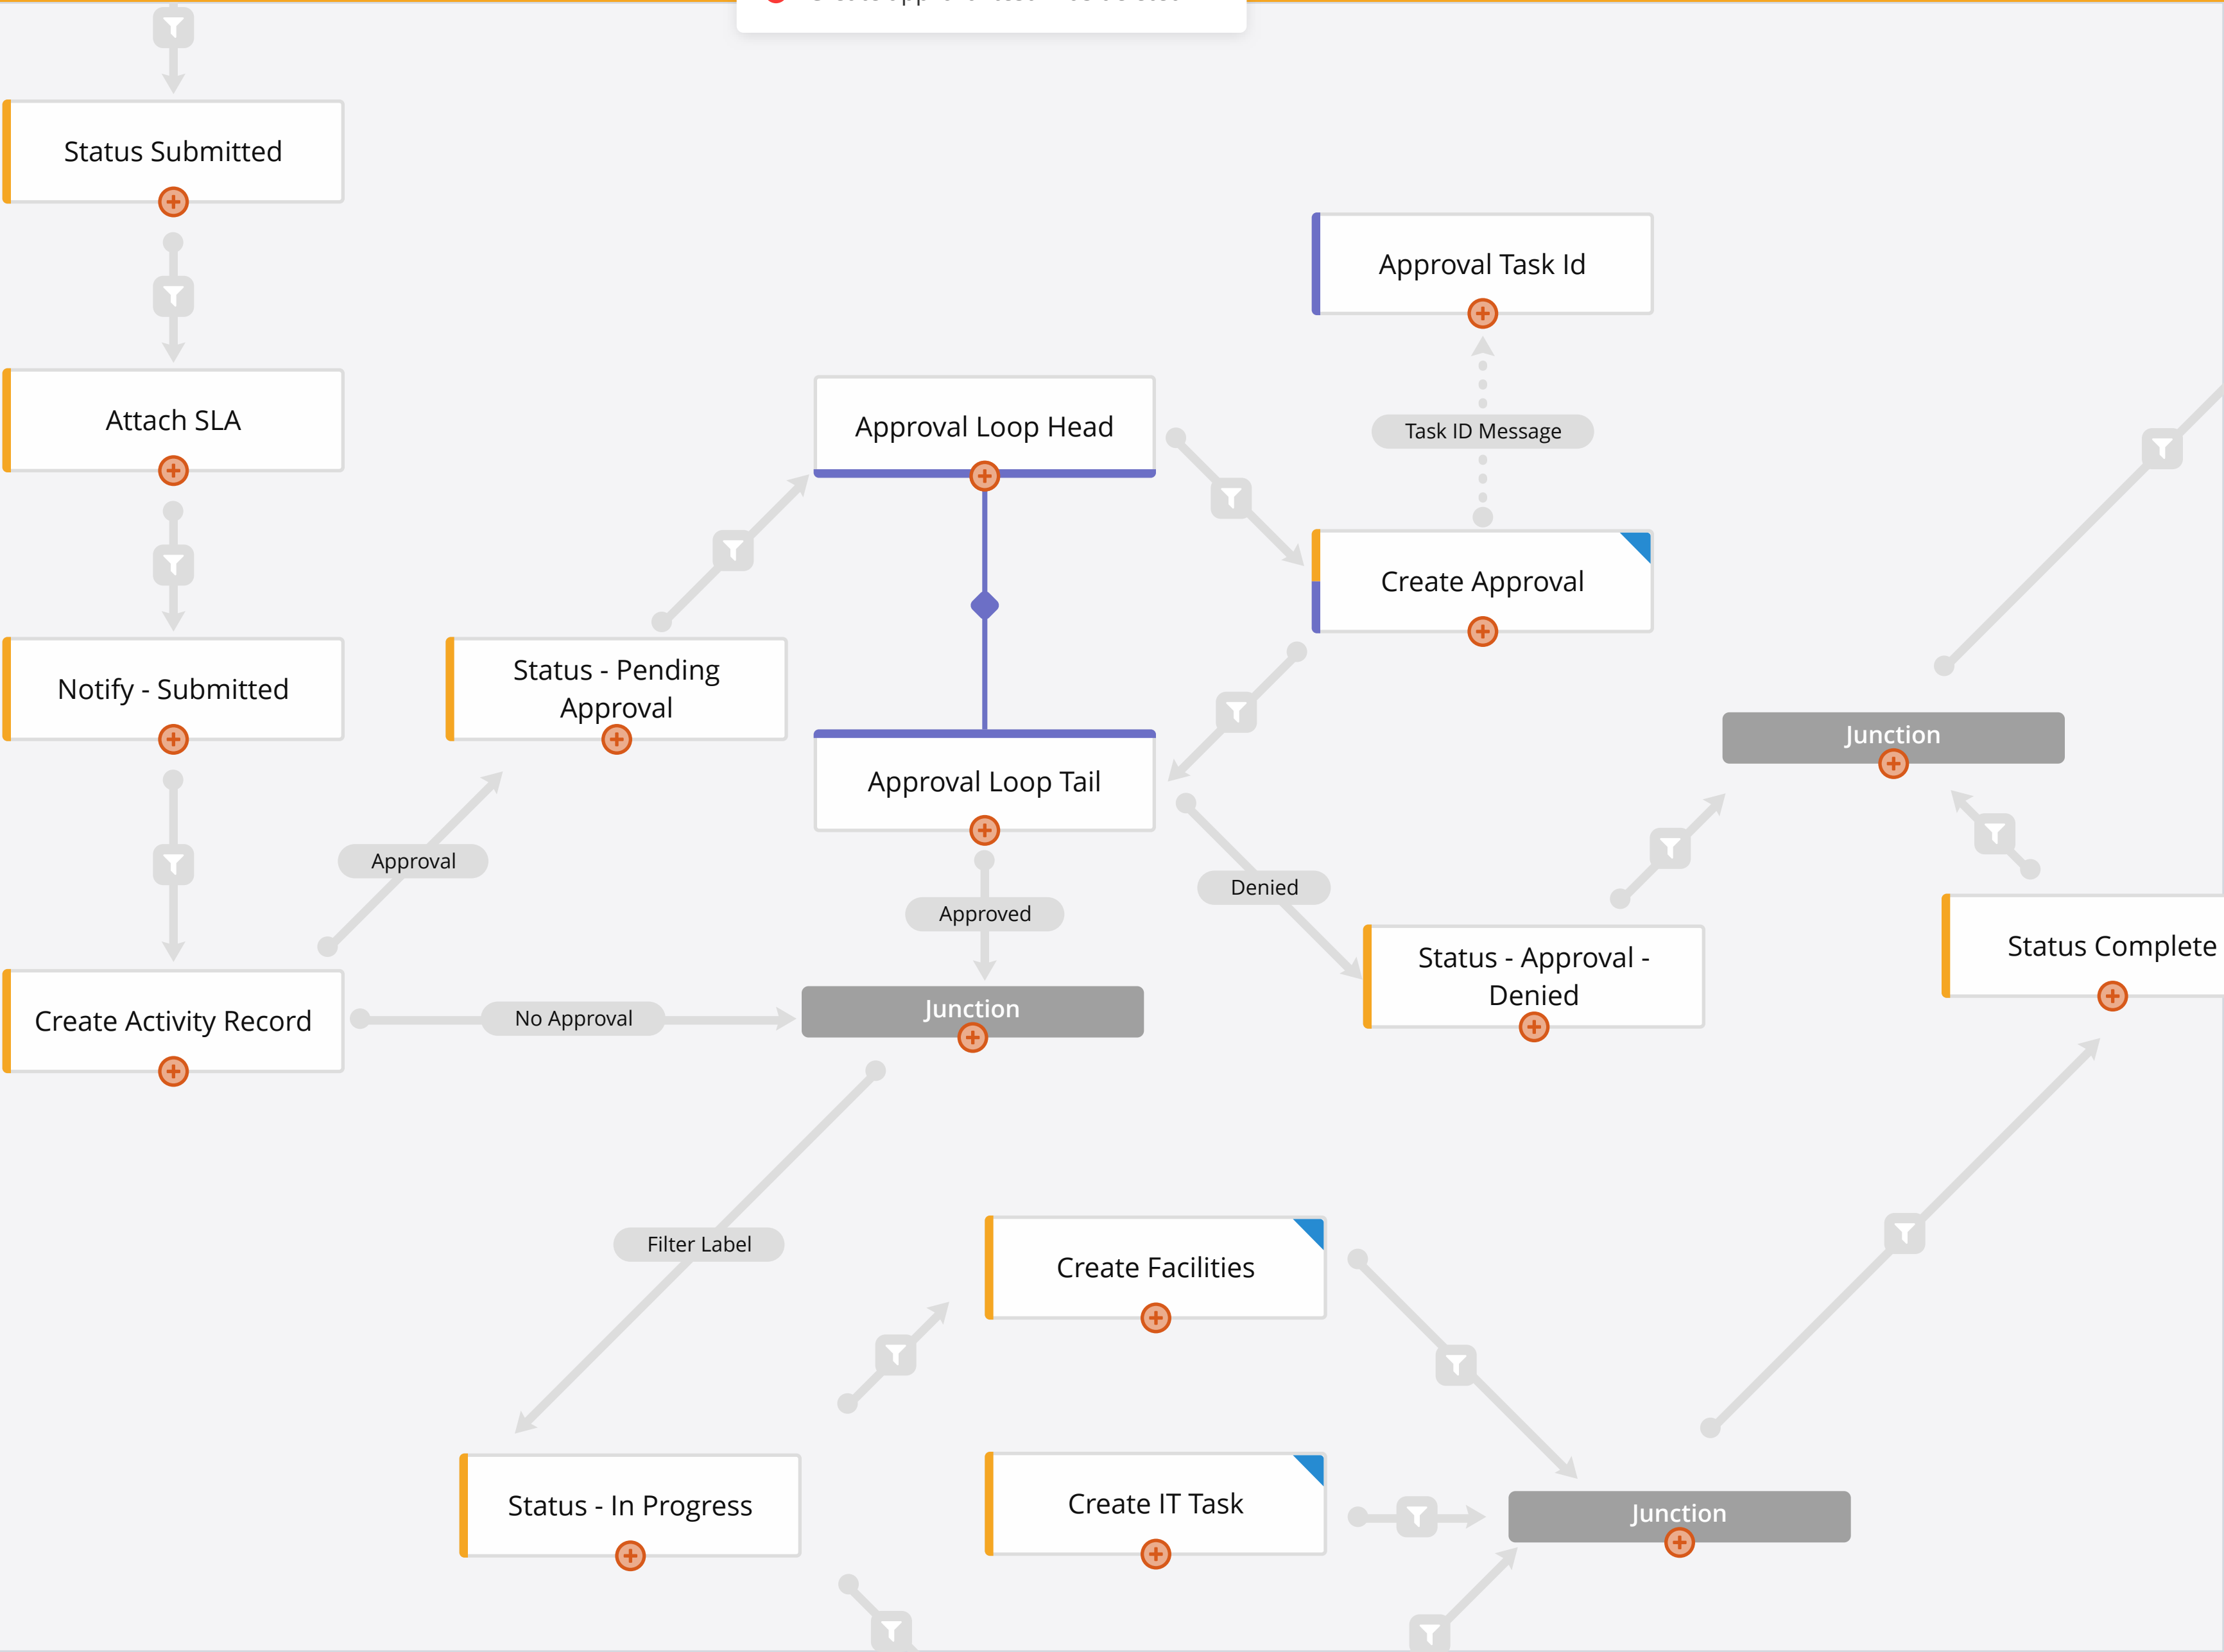 Status Submitted
Approval Task Id
Attach SLA
Approval Loop Head
Task ID Message
Create Approval
Notify - Submitted
Status - Pending
Approval
Junction
Approval Loop Tail
Approval
Denied
Approved
Status - Approval -
Denied
Status Complete
Create Activity Record
No Approval
Junction
Filter Label
Create Facilities
Status - In Progress
Create IT Task
Junction